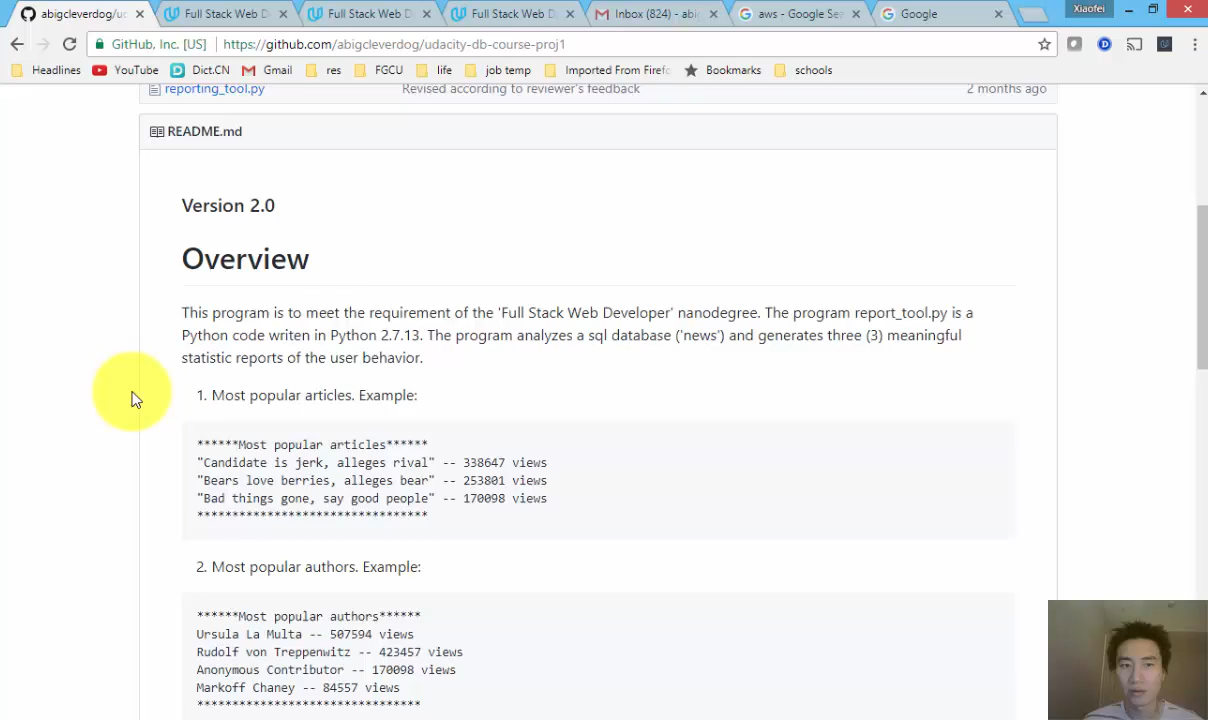 abigcleverdog/uc
Full Stack Web D
Full Stack Web D
Full Stack Web D
Inbox (824) - abi
aws - Google Se
Google
Xiaofei
GitHub, Inc. [US] https://github.com/abigcleverdog/udacity-db-course-proj1
Headlines YouTube Dict.CN Gmail res FGCU life job temp Imported From Firefo Bookmarks schools
reporting_tool.py Revised according to reviewer's feedback 2 months ago
README.md
Version 2.0
Overview
This program is to meet the requirement of the 'Full Stack Web Developer' nanodegree. The program report_tool.py is a
Python code writen in Python 2.7.13. The program analyzes a sql database ('news') and generates three (3) meaningful
statistic reports of the user behavior.
1. Most popular articles. Example:
******Most popular articles******
"Candidate is jerk, alleges rival" -- 338647 views
"Bears love berries, alleges bear" -- 253801 views
"Bad things gone, say good people" -- 170098 views
*********************************
2. Most popular authors. Example:
******Most popular authors******
Ursula La Multa -- 507594 views
Rudolf von Treppenwitz -- 423457 views
Anonymous Contributor -- 170098 views
Markoff Chaney -- 84557 views
********************************